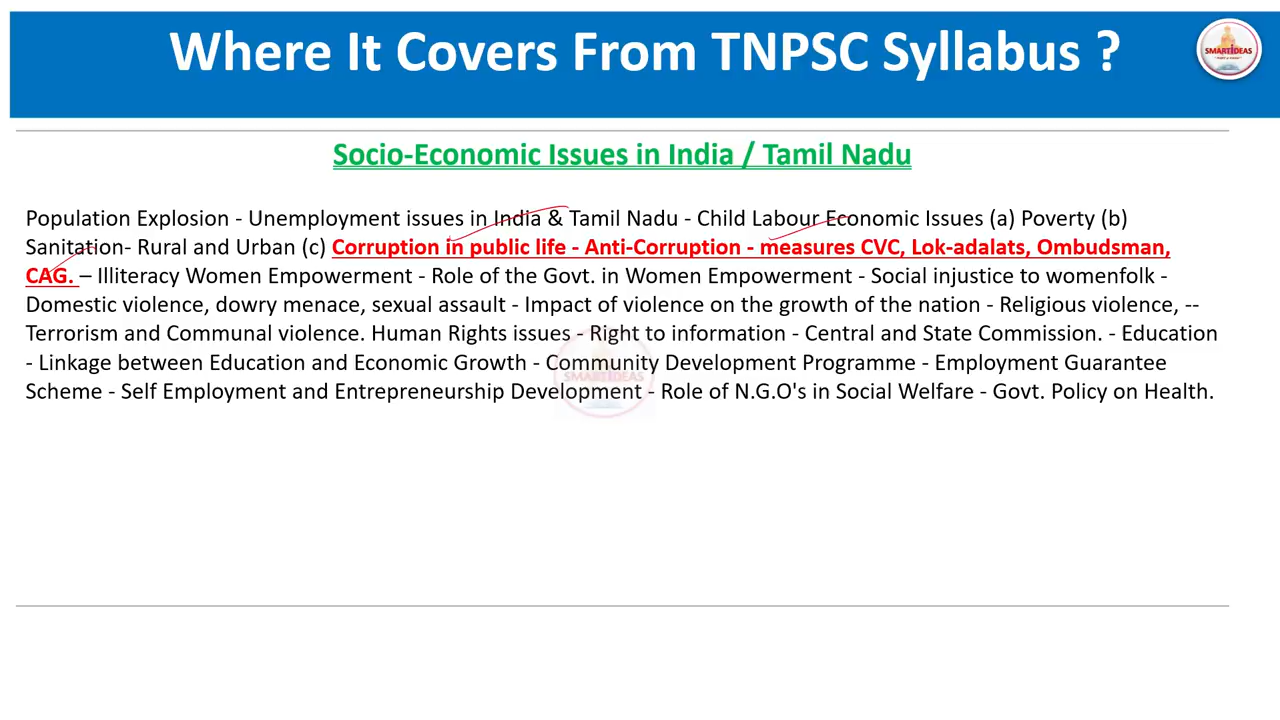 Where It Covers From TNPSC Syllabus ?
SMARTIDEAS
Socio-Economic Issues in India / Tamil Nadu
Population Explosion - Unemployment issues in India & Tamil Nadu - Child Labour Economic Issues (a) Poverty (b)
Sanitation- Rural and Urban (c) Corruption in public life - Anti-Corruption - measures CVC, Lok-adalats, Ombudsman,
CAG. – Illiteracy Women Empowerment - Role of the Govt. in Women Empowerment - Social injustice to womenfolk -
Domestic violence, dowry menace, sexual assault - Impact of violence on the growth of the nation - Religious violence, --
Terrorism and Communal violence. Human Rights issues - Right to information - Central and State Commission. - Education
- Linkage between Education and Economic Growth - Community Development Programme - Employment Guarantee
Scheme - Self Employment and Entrepreneurship Development - Role of N.G.O's in Social Welfare - Govt. Policy on Health.
SMARTIDEAS